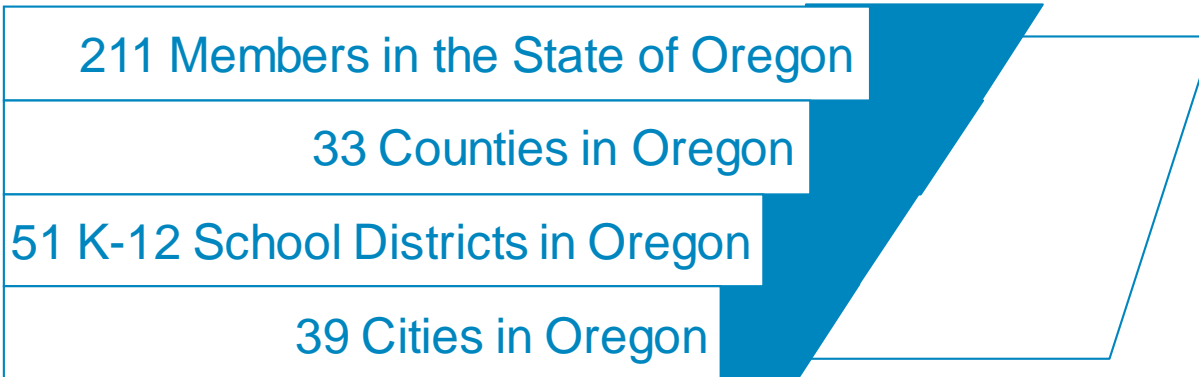 211 Members in the State of Oregon
33 Counties in Oregon
51 K-12 School Districts in Oregon
39 Cities in Oregon